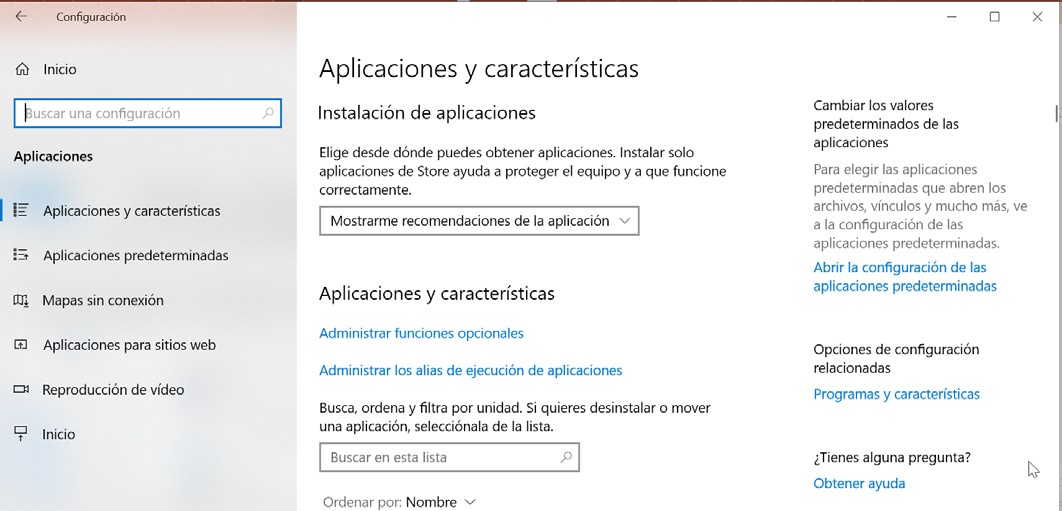 Configuración
Inicio
Buscar una configuración
Aplicaciones
Aplicaciones y características
Aplicaciones predeterminadas
Mapas sin conexión
Aplicaciones para sitios web
Reproducción de vídeo
Inicio
Aplicaciones y características
Instalación de aplicaciones
Elige desde dónde puedes obtener aplicaciones. Instalar solo
aplicaciones de Store ayuda a proteger el equipo y a que funcione
correctamente.
Mostrarme recomendaciones de la aplicación
Aplicaciones y características
Administrar funciones opcionales
Administrar los alias de ejecución de aplicaciones
Busca, ordena y filtra por unidad. Si quieres desinstalar o mover
una aplicación, selecciónala de la lista.
Buscar en esta lista
Ordenar por: Nombre
Cambiar los valores
predeterminados de las
aplicaciones
Para elegir las aplicaciones
predeterminadas que abren los
archivos, vínculos y mucho más, ve
a la configuración de las
aplicaciones predeterminadas.
Abrir la configuración de las
aplicaciones predeterminadas
Opciones de configuración
relacionadas
Programas y características
¿Tienes alguna pregunta?
Obtener ayuda